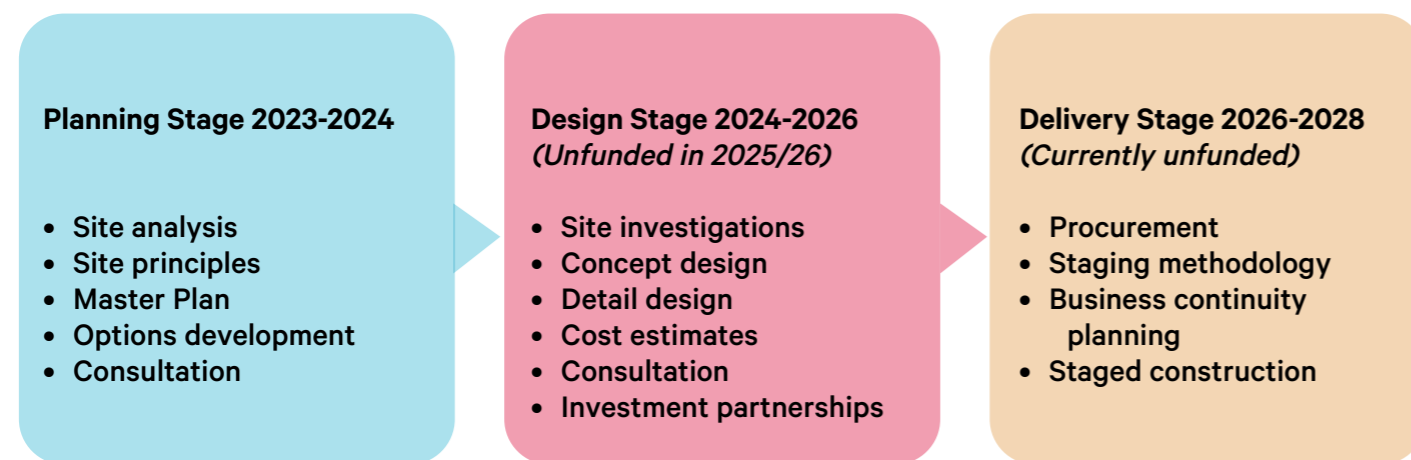 Planning Stage 2023-2024
• Site analysis
• Site principles
• Master Plan
• Options development
• Consultation
Design Stage 2024-2026
(Unfunded in 2025/26)
• Site investigations
• Concept design
• Detail design
• Cost estimates
• Consultation
• Investment partnerships
Delivery Stage 2026-2028
(Currently unfunded)
• Procurement
• Staging methodology
• Business continuity
planning
• Staged construction